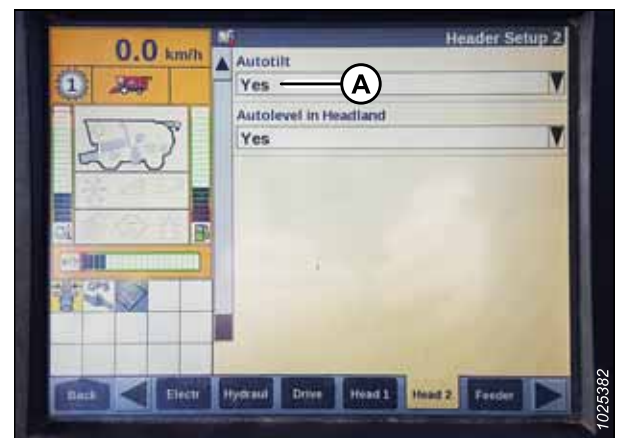 0.0 km/h
Header Setup 2
1
Autotilt
Yes
A
Autolevel in Headland
Yes
Back
Electr
Hydraul
Drive
Head 1
Head 2
Feeder
1025382